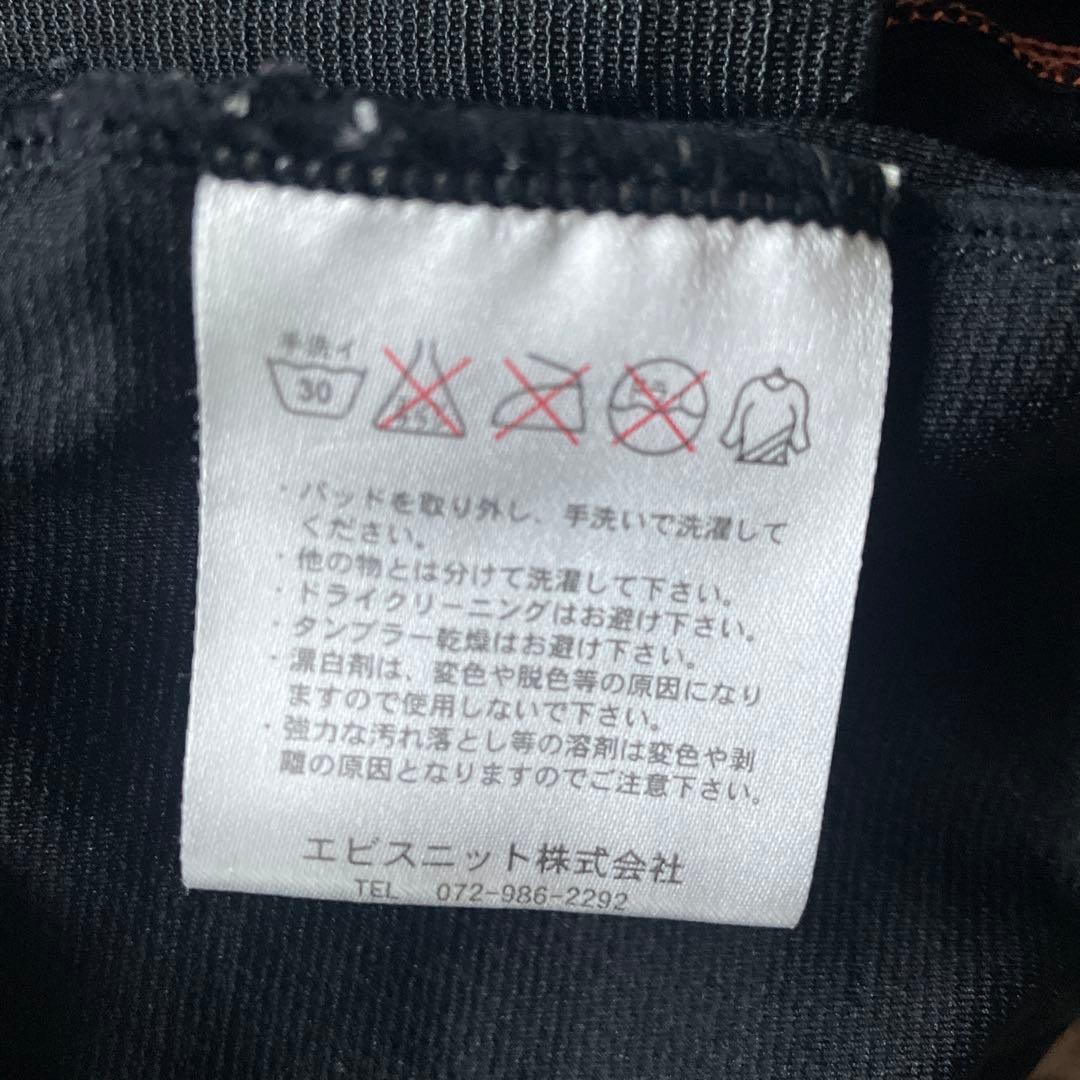 手洗イ
30
・パッドを取り外し、手洗いで洗濯して
ください。
・他の物とは分けて洗濯して下さい。
・ドライクリーニングはお避け下さい。
・タンブラー乾燥はお避け下さい。
・漂白剤は、変色や脱色等の原因になり
ますので使用しないで下さい。
・強力な汚れ落とし等の溶剤は変色や剥
離の原因となりますのでご注意下さい。
エビスニット株式会社
TEL 072-986-2292